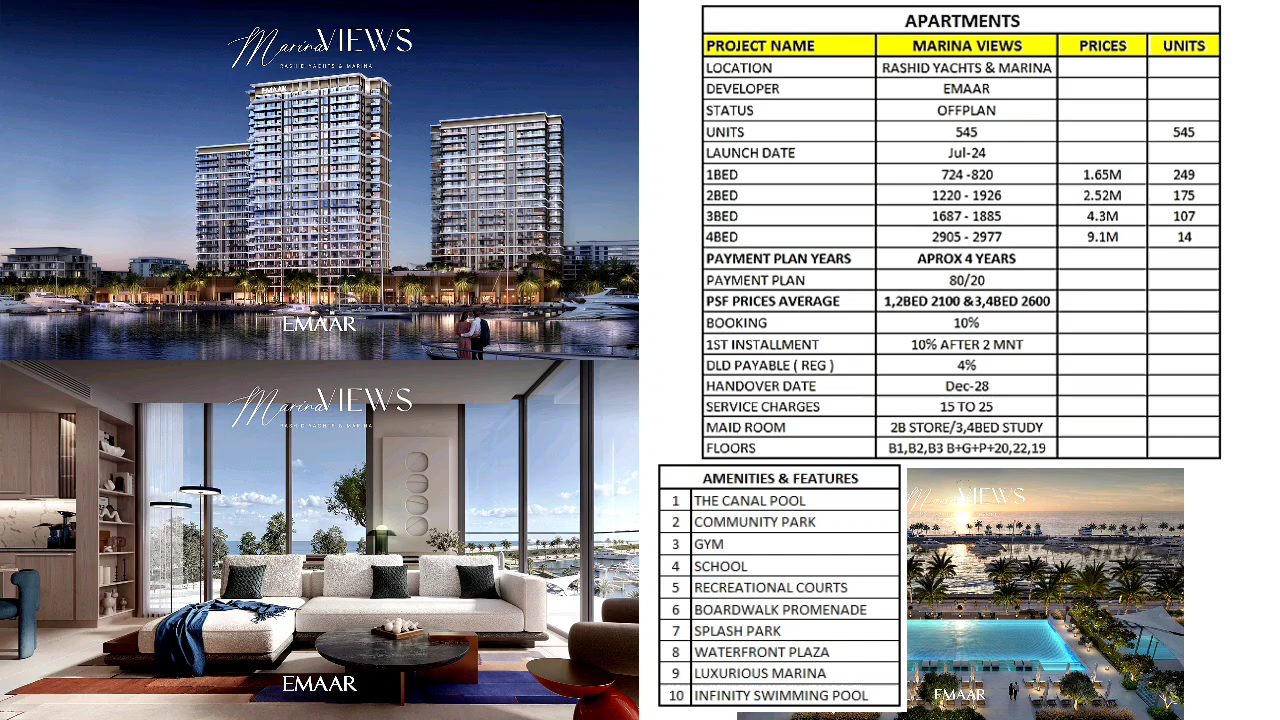 Marina VIEWS
RASHID YACHTS & MARINA
EMAAR
EMAAR
Marina VIEWS
RASHID YACHTS & MARINA
EMAAR
APARTMENTS
PROJECT NAME MARINA VIEWS PRICES UNITS
LOCATION RASHID YACHTS & MARINA
DEVELOPER EMAAR
STATUS OFFPLAN
UNITS 545 545
LAUNCH DATE Jul-24
1BED 724 -820 1.65M 249
2BED 1220 - 1926 2.52M 175
3BED 1687 - 1885 4.3M 107
4BED 2905 - 2977 9.1M 14
PAYMENT PLAN YEARS APROX 4 YEARS
PAYMENT PLAN 80/20
PSF PRICES AVERAGE 1,2BED 2100 &3,4BED 2600
BOOKING 10%
1ST INSTALLMENT 10% AFTER 2 MNT
DLD PAYABLE ( REG ) 4%
HANDOVER DATE Dec-28
SERVICE CHARGES 15 TO 25
MAID ROOM 2B STORE/3,4BED STUDY
FLOORS B1,B2,B3 B+G+P+20,22,19
AMENITIES & FEATURES
1 THE CANAL POOL
2 COMMUNITY PARK
3 GYM
4 SCHOOL
5 RECREATIONAL COURTS
6 BOARDWALK PROMENADE
7 SPLASH PARK
8 WATERFRONT PLAZA
9 LUXURIOUS MARINA
10 INFINITY SWIMMING POOL
Marina VIEWS
EMAAR